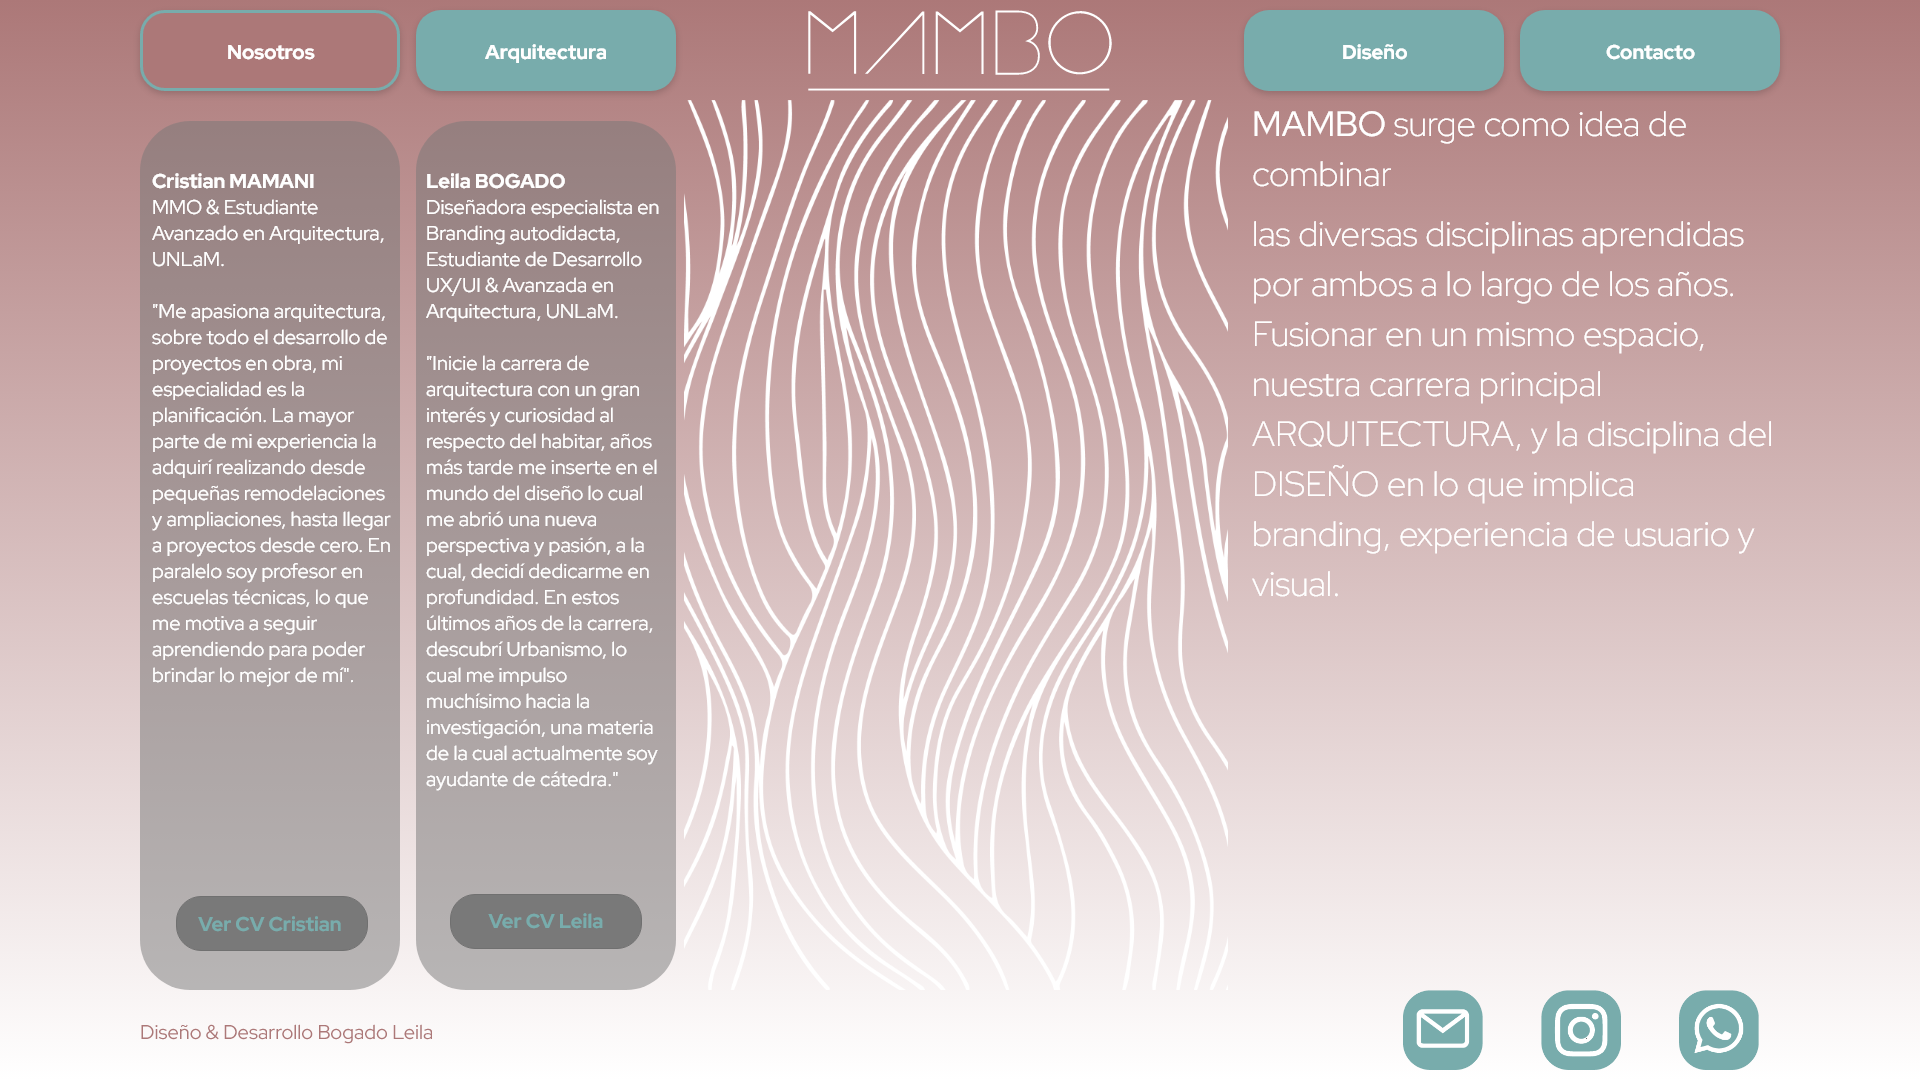 Nosotros
Arquitectura
MAMBO
Diseño
Contacto
Cristian MAMANI
MMO & Estudiante
Avanzado en Arquitectura,
UNLaM.
"Me apasiona arquitectura,
sobre todo el desarrollo de
proyectos en obra, mi
especialidad es la
planificación. La mayor
parte de mi experiencia la
adquirí realizando desde
pequeñas remodelaciones
y ampliaciones, hasta llegar
a proyectos desde cero. En
paralelo soy profesor en
escuelas técnicas, lo que
me motiva a seguir
aprendiendo para poder
brindar lo mejor de mí".
Ver CV Cristian
Leila BOGADO
Diseñadora especialista en
Branding autodidacta,
Estudiante de Desarrollo
UX/UI & Avanzada en
Arquitectura, UNLaM.
"Inicie la carrera de
arquitectura con un gran
interés y curiosidad al
respecto del habitar, años
más tarde me inserte en el
mundo del diseño lo cual
me abrió una nueva
perspectiva y pasión, a la
cual, decidí dedicarme en
profundidad. En estos
últimos años de la carrera,
descubrí Urbanismo, lo
cual me impulso
muchísimo hacia la
investigación, una materia
de la cual actualmente soy
ayudante de cátedra."
Ver CV Leila
MAMBO surge como idea de
combinar
las diversas disciplinas aprendidas
por ambos a lo largo de los años.
Fusionar en un mismo espacio,
nuestra carrera principal
ARQUITECTURA, y la disciplina del
DISEÑO en lo que implica
branding, experiencia de usuario y
visual.
Diseño & Desarrollo Bogado Leila